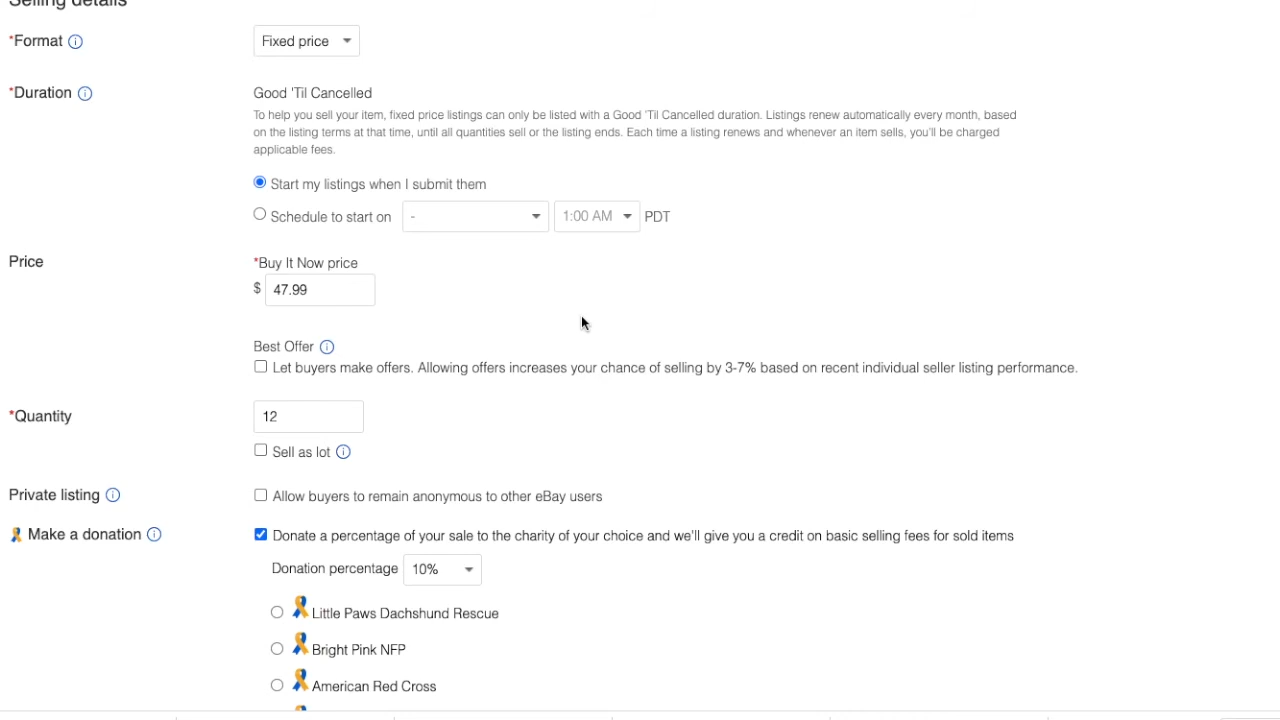 Selling details
*Format
Fixed price
*Duration
Good 'Til Cancelled
To help you sell your item, fixed price listings can only be listed with a Good 'Til Cancelled duration. Listings renew automatically every month, based
on the listing terms at that time, until all quantities sell or the listing ends. Each time a listing renews and whenever an item sells, you'll be charged
applicable fees.
Start my listings when I submit them
Schedule to start on - 1:00 AM PDT
Price
*Buy It Now price
$ 47.99
Best Offer
Let buyers make offers. Allowing offers increases your chance of selling by 3-7% based on recent individual seller listing performance.
*Quantity
12
Sell as lot
Private listing
Allow buyers to remain anonymous to other eBay users
Make a donation
Donate a percentage of your sale to the charity of your choice and we'll give you a credit on basic selling fees for sold items
Donation percentage 10%
Little Paws Dachshund Rescue
Bright Pink NFP
American Red Cross